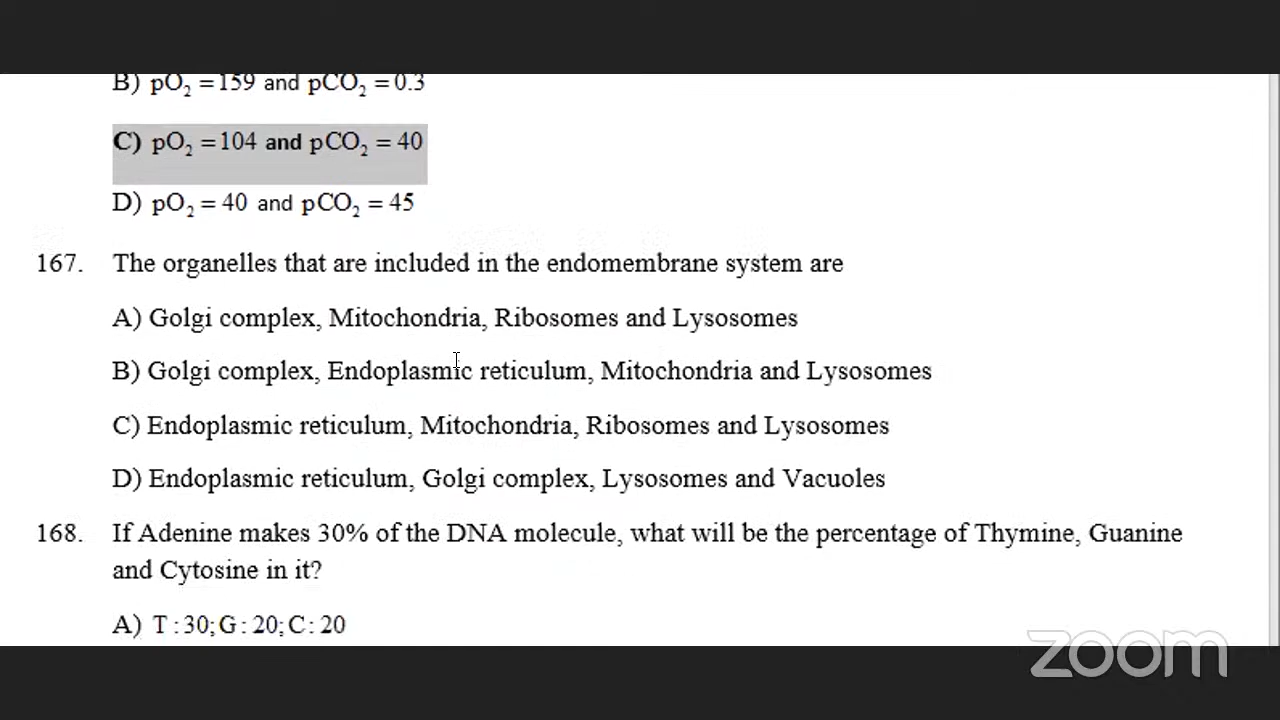 B) pO₂ = 159 and pCO₂ = 0.3
C) pO₂ = 104 and pCO₂ = 40
D) pO₂ = 40 and pCO₂ = 45
167. The organelles that are included in the endomembrane system are
A) Golgi complex, Mitochondria, Ribosomes and Lysosomes
B) Golgi complex, Endoplasmic reticulum, Mitochondria and Lysosomes
C) Endoplasmic reticulum, Mitochondria, Ribosomes and Lysosomes
D) Endoplasmic reticulum, Golgi complex, Lysosomes and Vacuoles
168. If Adenine makes 30% of the DNA molecule, what will be the percentage of Thymine, Guanine
and Cytosine in it?
A) T : 30; G : 20; C : 20
zoom